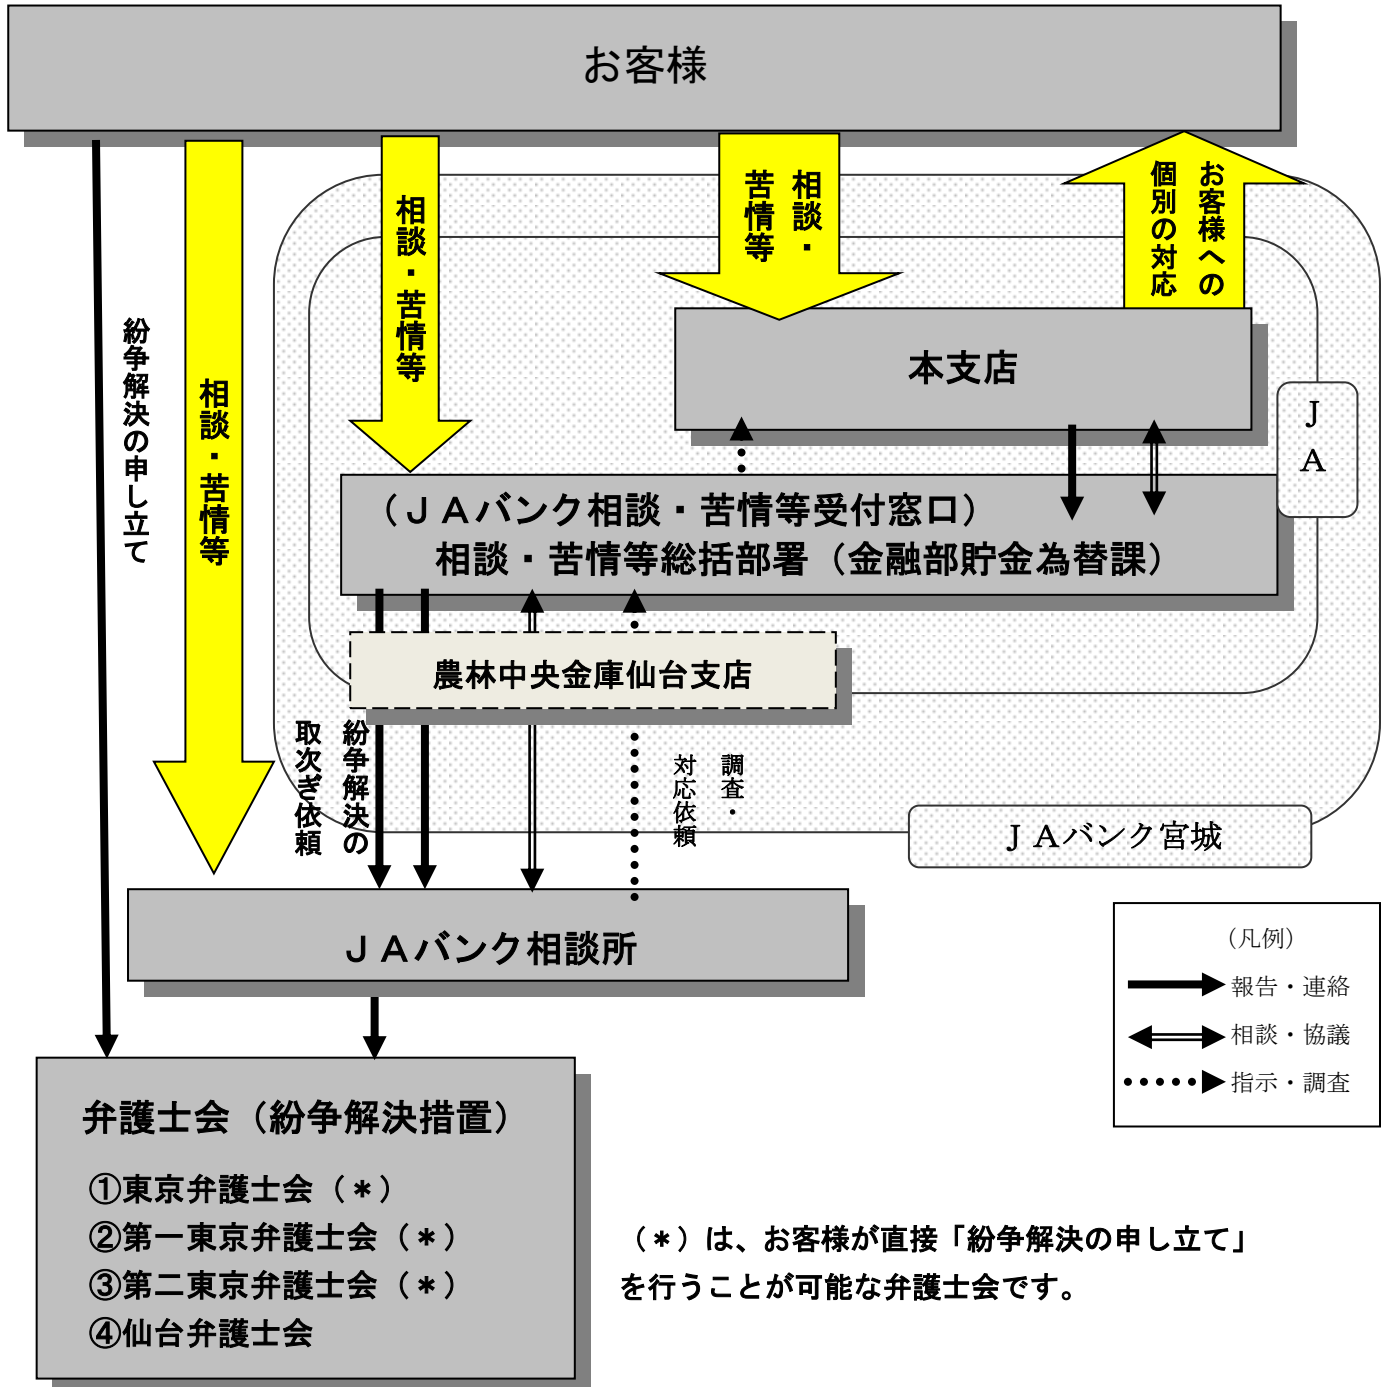 お客様
紛争解決の申し立て
相談・苦情等
相談・苦情等
相談・
苦情等
お客様への
個別の対応
本支店
ＪＡ
（ＪＡバンク相談・苦情等受付窓口）
相談・苦情等総括部署（金融部貯金為替課）
農林中央金庫仙台支店
紛争解決の
取次ぎ依頼
調査・
対応依頼
ＪＡバンク宮城
ＪＡバンク相談所
（凡例）
報告・連絡
相談・協議
指示・調査
弁護士会（紛争解決措置）
①東京弁護士会（＊）
②第一東京弁護士会（＊）
③第二東京弁護士会（＊）
④仙台弁護士会
（＊）は、お客様が直接「紛争解決の申し立て」
を行うことが可能な弁護士会です。